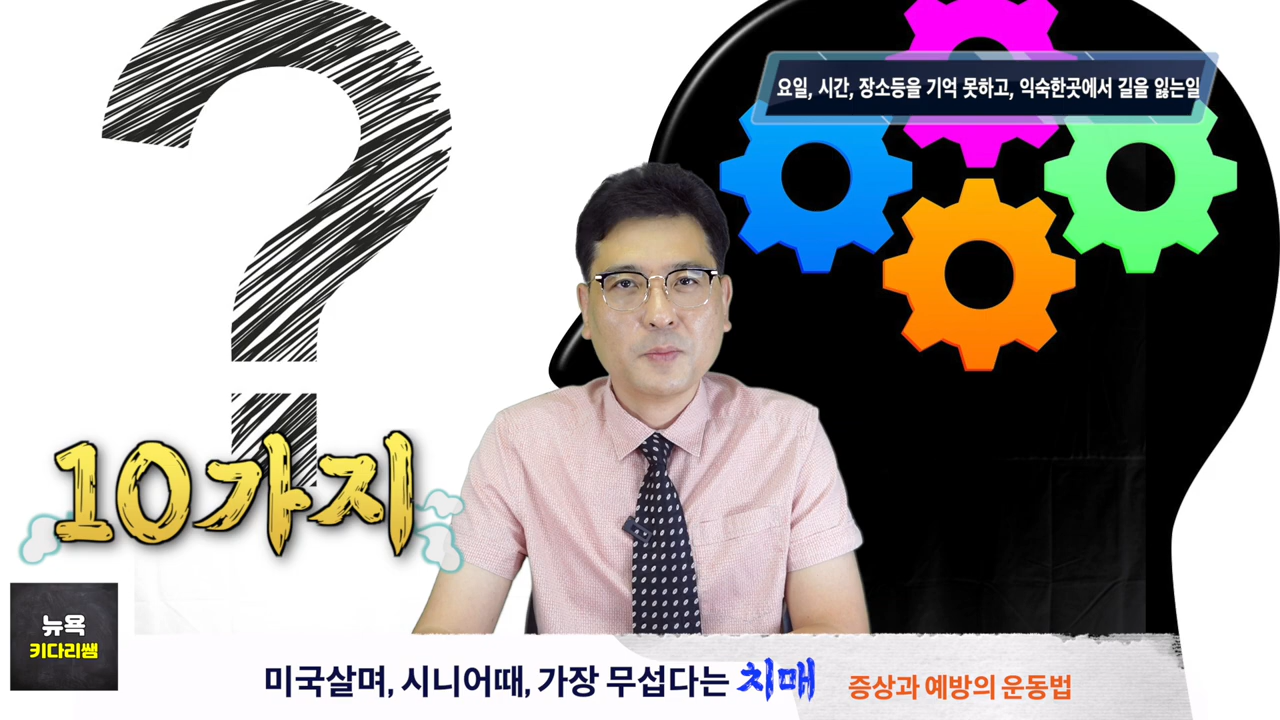 요일, 시간, 장소등을 기억 못하고, 익숙한곳에서 길을 잃는일
10가지
뉴욕
키다리쌤
미국살며, 시니어때, 가장 무섭다는 치매 증상과 예방의 운동법